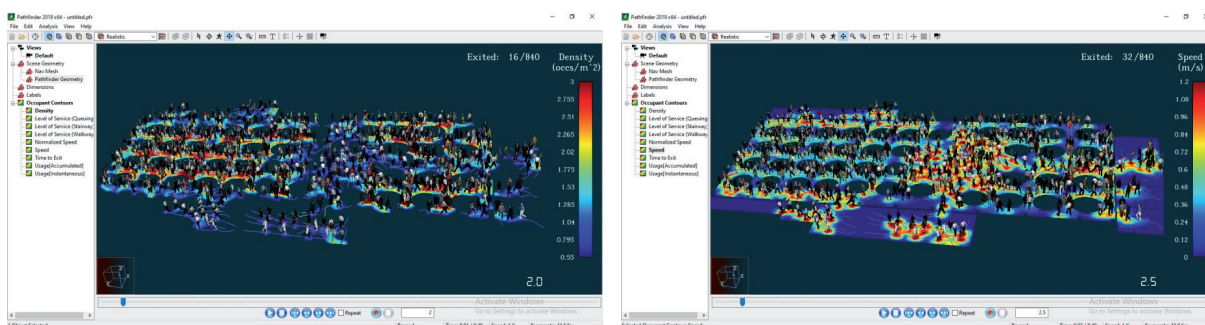 Pathfinder 2019 x64 - untitled.pfr
File Edit Analysis View Help
Realistic
Views
Default
Scene Geometry
Nav Mesh
Pathfinder Geometry
Dimensions
Labels
Occupant Contours
Density
Level of Service (Queuing
Level of Service (Stairway
Level of Service (Walkway
Normalized Speed
Speed
Time to Exit
Usage[Accumulated]
Usage[Instantaneous]
Exited: 16/840
Density
(occs/m^2)
3
2.755
2.51
2.265
2.02
1.775
1.53
1.285
1.04
0.795
0.55
Z
X
2.0
Activate Windows
Go to Settings to activate Windows.
Repeat
2
Pathfinder 2019 x64 - untitled.pfr
File Edit Analysis View Help
Realistic
Views
Default
Scene Geometry
Nav Mesh
Pathfinder Geometry
Dimensions
Labels
Occupant Contours
Density
Level of Service (Queuing
Level of Service (Stairway
Level of Service (Walkway
Normalized Speed
Speed
Time to Exit
Usage[Accumulated]
Usage[Instantaneous]
Exited: 32/840
Speed
(m/s)
1.2
1.08
0.96
0.84
0.72
0.6
0.48
0.36
0.24
0.12
0
2.5
Activate Windows
Go to Settings to activate Windows.
Repeat
2.5